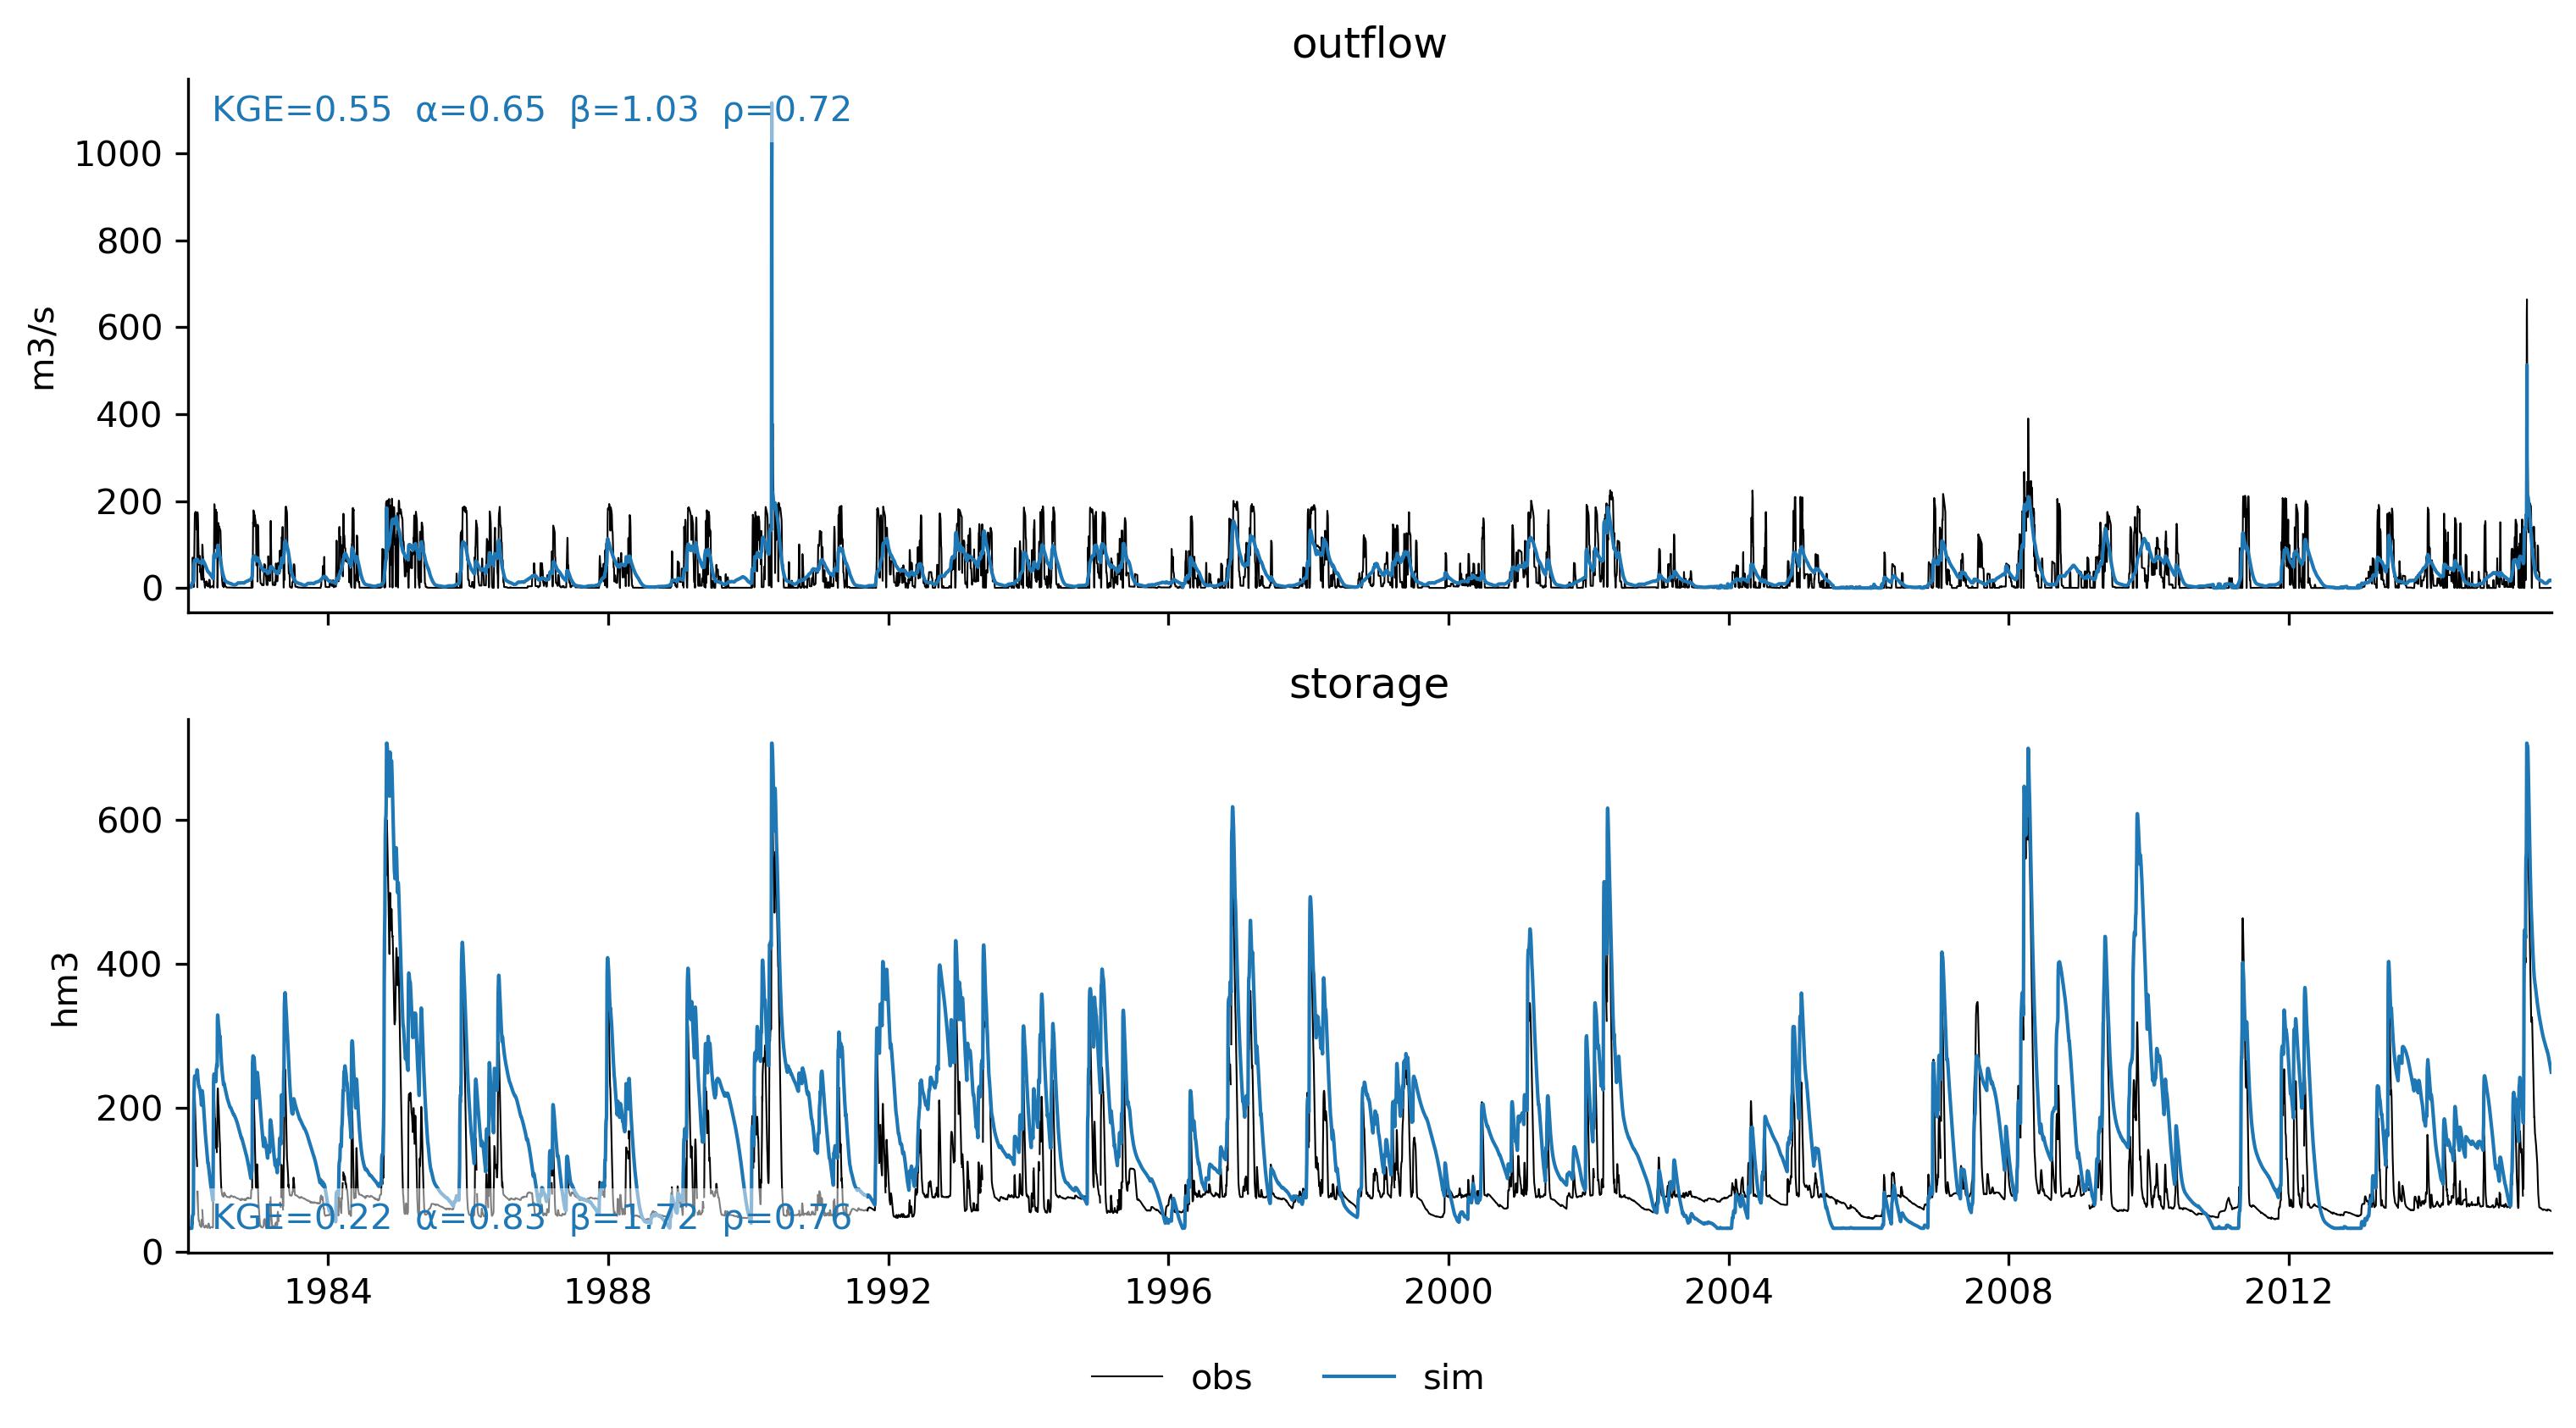 outflow
KGE=0.55 α=0.65 β=1.03 ρ=0.72
1000
800
600
400
200
0
m3/s
storage
600
400
200
0
hm3
KGE=0.22 α=0.83 β=1.72 ρ=0.76
1984 1988 1992 1996 2000 2004 2008 2012
obs sim